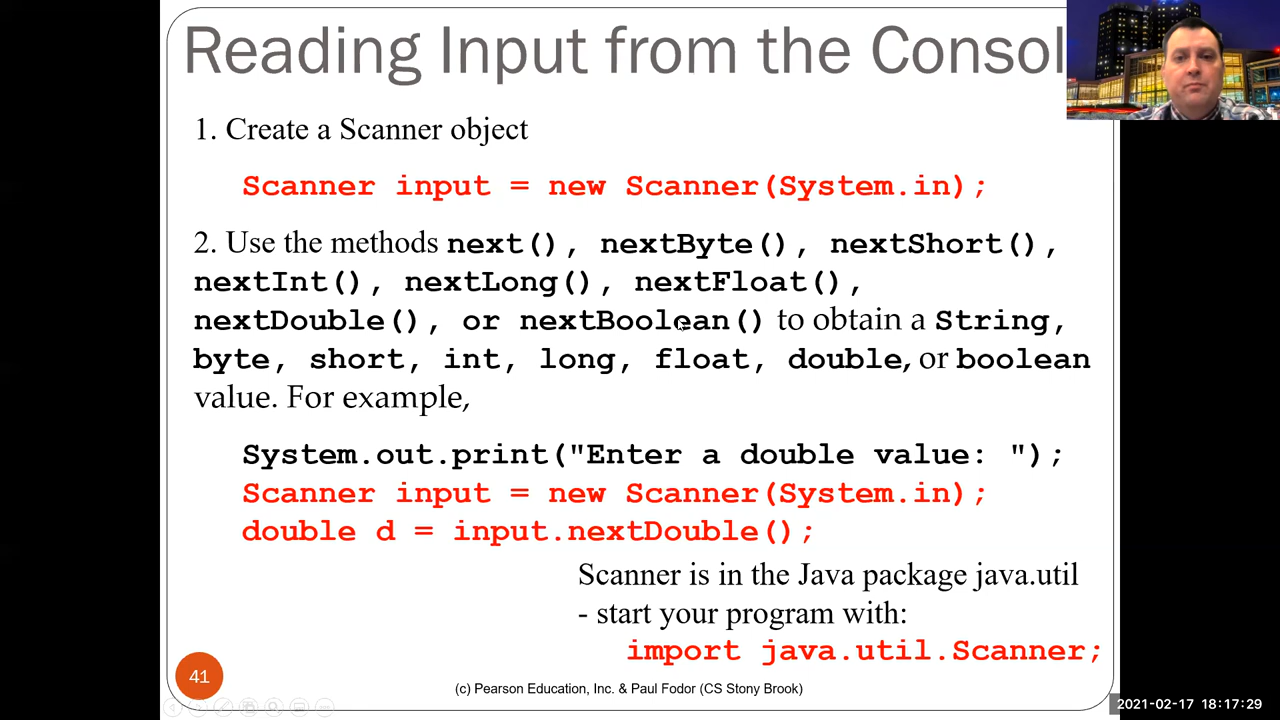 Reading Input from the Consol
1. Create a Scanner object
Scanner input = new Scanner(System.in);
2. Use the methods next(), nextByte(), nextShort(),
nextInt(), nextLong(), nextFloat(),
nextDouble(), or nextBoolean() to obtain a String,
byte, short, int, long, float, double, or boolean
value. For example,
System.out.print("Enter a double value: ");
Scanner input = new Scanner(System.in);
double d = input.nextDouble();
Scanner is in the Java package java.util
- start your program with:
import java.util.Scanner;
41
(c) Pearson Education, Inc. & Paul Fodor (CS Stony Brook)
2021-02-17 18:17:29